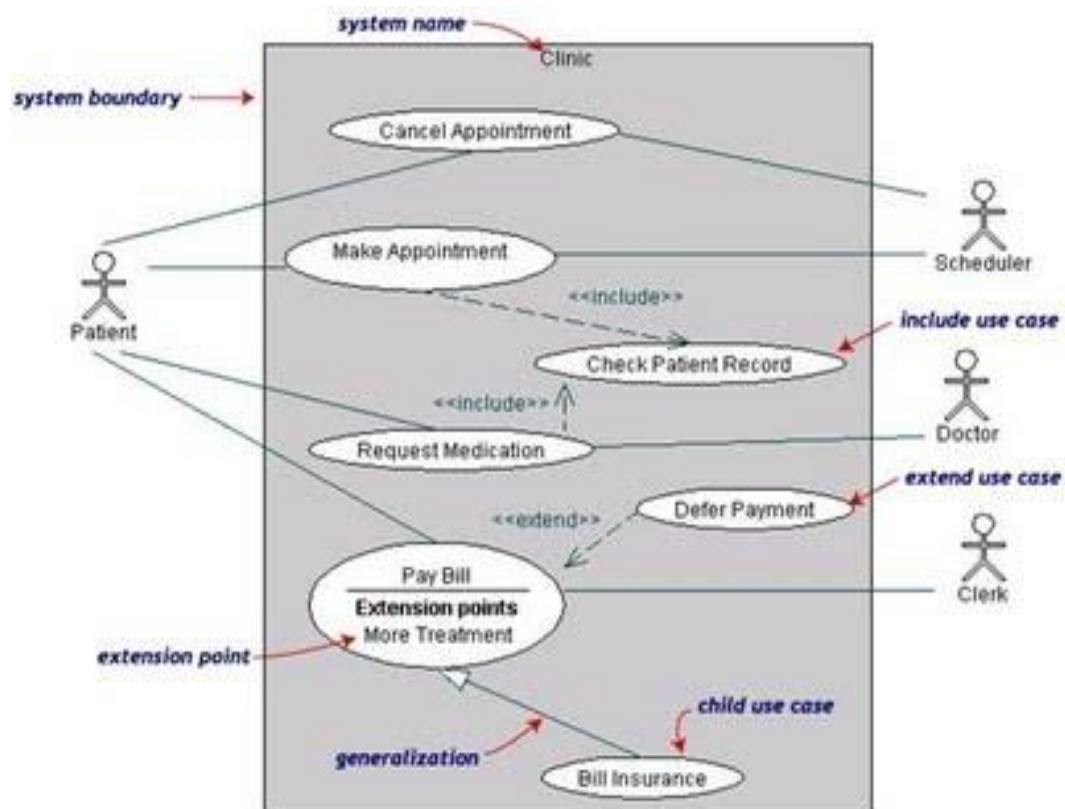 system name
Clinic
system boundary
Cancel Appointment
Make Appointment
Scheduler
<<include>>
Patient
include use case
Check Patient Record
<<include>>
Doctor
Request Medication
extend use case
Defer Payment
<<extend>>
Pay Bill
Clerk
Extension points
More Treatment
extension point
child use case
generalization
Bill Insurance